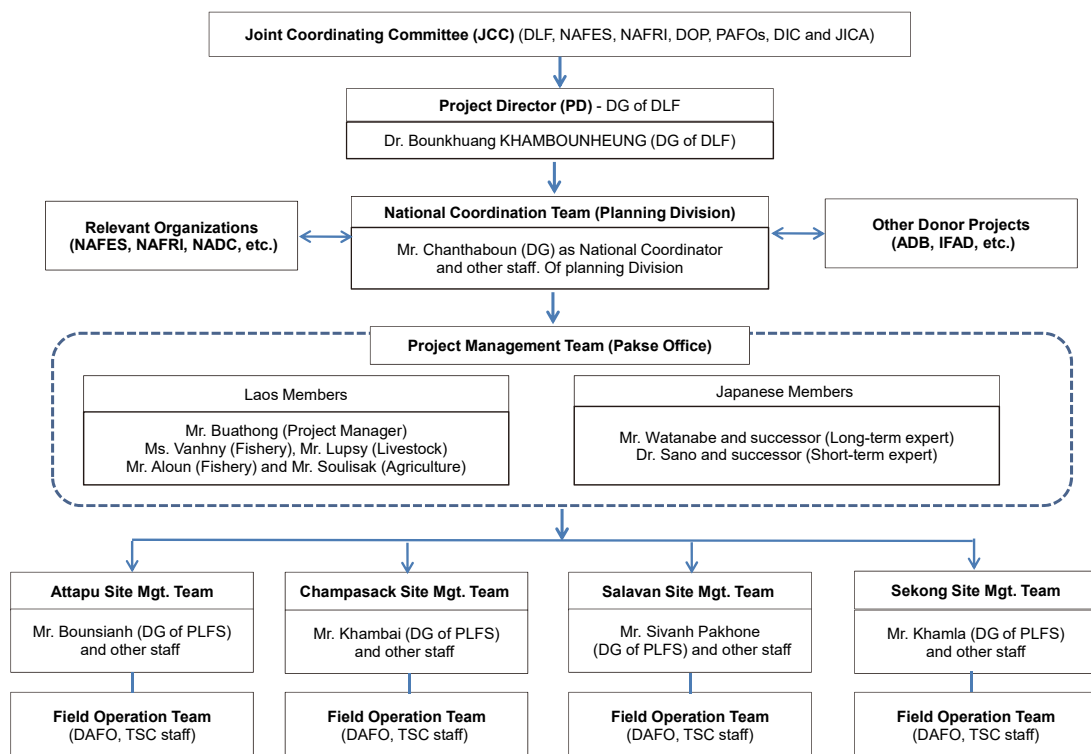 Joint Coordinating Committee (JCC) (DLF, NAFES, NAFRI, DOP, PAFOs, DIC and JICA)
Project Director (PD) - DG of DLF
Dr. Bounkhuang KHAMBOUNHEUNG (DG of DLF)
National Coordination Team (Planning Division)
Mr. Chanthaboun (DG) as National Coordinator
and other staff. Of planning Division
Relevant Organizations
(NAFES, NAFRI, NADC, etc.)
Other Donor Projects
(ADB, IFAD, etc.)
Project Management Team (Pakse Office)
Laos Members
Mr. Buathong (Project Manager)
Ms. Vanhny (Fishery), Mr. Lupsy (Livestock)
Mr. Aloun (Fishery) and Mr. Soulisak (Agriculture)
Japanese Members
Mr. Watanabe and successor (Long-term expert)
Dr. Sano and successor (Short-term expert)
Attapu Site Mgt. Team
Mr. Bounsianh (DG of PLFS)
and other staff
Field Operation Team
(DAFO, TSC staff)
Champasack Site Mgt. Team
Mr. Khambai (DG of PLFS)
and other staff
Field Operation Team
(DAFO, TSC staff)
Salavan Site Mgt. Team
Mr. Sivanh Pakhone
(DG of PLFS) and other staff
Field Operation Team
(DAFO, TSC staff)
Sekong Site Mgt. Team
Mr. Khamla (DG of PLFS)
and other staff
Field Operation Team
(DAFO, TSC staff)